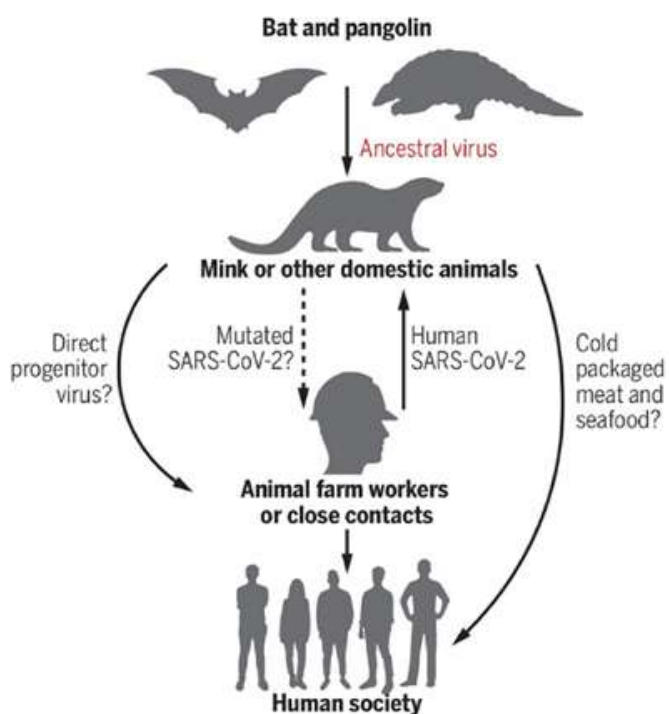 Bat and pangolin
Ancestral virus
Mink or other domestic animals
Direct
progenitor
virus?
Mutated
SARS-CoV-2?
Human
SARS-CoV-2
Cold
packaged
meat and
seafood?
Animal farm workers
or close contacts
Human society